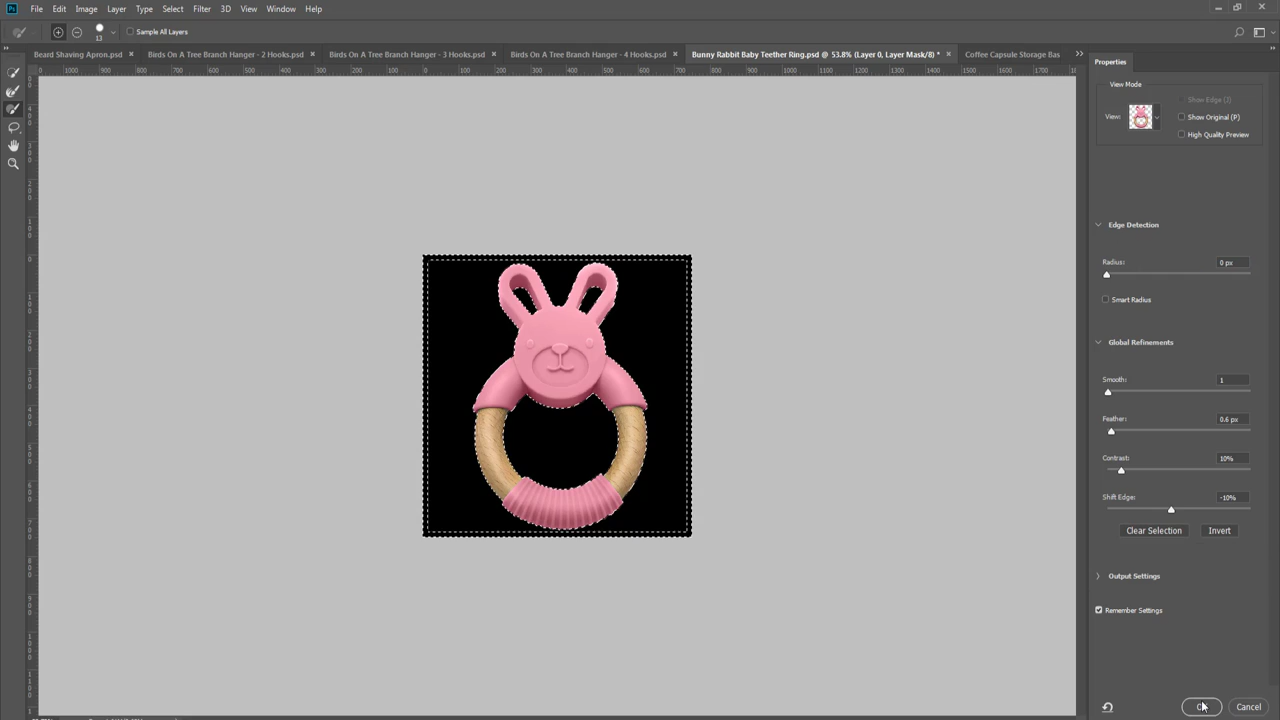 Ps File Edit Image Layer Type Select Filter 3D View Window Help
13 Sample All Layers
Beard Shaving Apron.psd × Birds On A Tree Branch Hanger - 2 Hooks.psd × Birds On A Tree Branch Hanger - 3 Hooks.psd × Birds On A Tree Branch Hanger - 4 Hooks.psd × Bunny Rabbit Baby Teether Ring.psd @ 53.8% (Layer 0, Layer Mask/8) * × Coffee Capsule Storage Bas
Properties
View Mode
Show Edge (J)
View:
Show Original (P)
High Quality Preview
Edge Detection
Radius: 0 px
Smart Radius
Global Refinements
Smooth: 1
Feather: 0.6 px
Contrast: 10%
Shift Edge: -10%
Clear Selection Invert
Output Settings
Remember Settings
Cancel